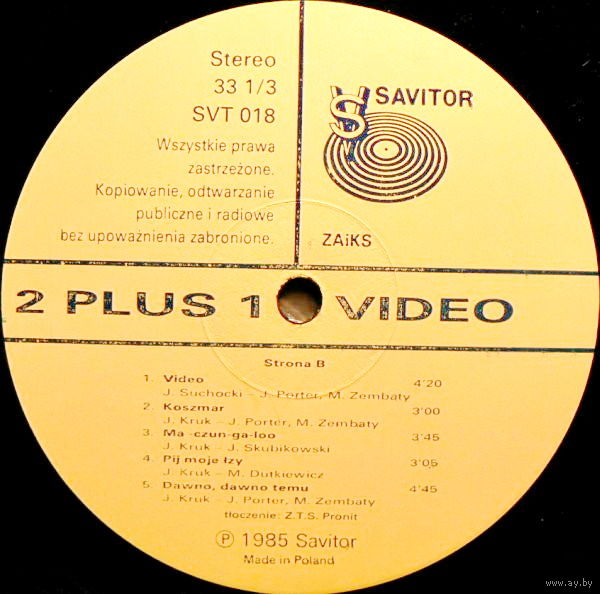 Stereo
33 1/3
SVT 018
Wszystkie prawa
zastrzeżone.
Kopiowanie, odtwarzanie
publiczne i radiowe
bez upoważnienia zabronione.
SAVITOR
ZAiKS
2 PLUS 1 VIDEO
Strona B
1. Video 4'20
J. Suchocki – J. Porter, M. Zembaty
2. Koszmar 3'00
J. Kruk – J. Porter, M. Zembaty
3. Ma-czun-ga-loo 3'45
J. Kruk – J. Skubikowski
4. Pij moje łzy 3'05
J. Kruk – M. Dutkiewicz
5. Dawno, dawno temu 4'45
J. Kruk – J. Porter, M. Zembaty
tłoczenie: Z.T.S. Pronit
Ⓟ 1985 Savitor
Made in Poland
www.ay.by